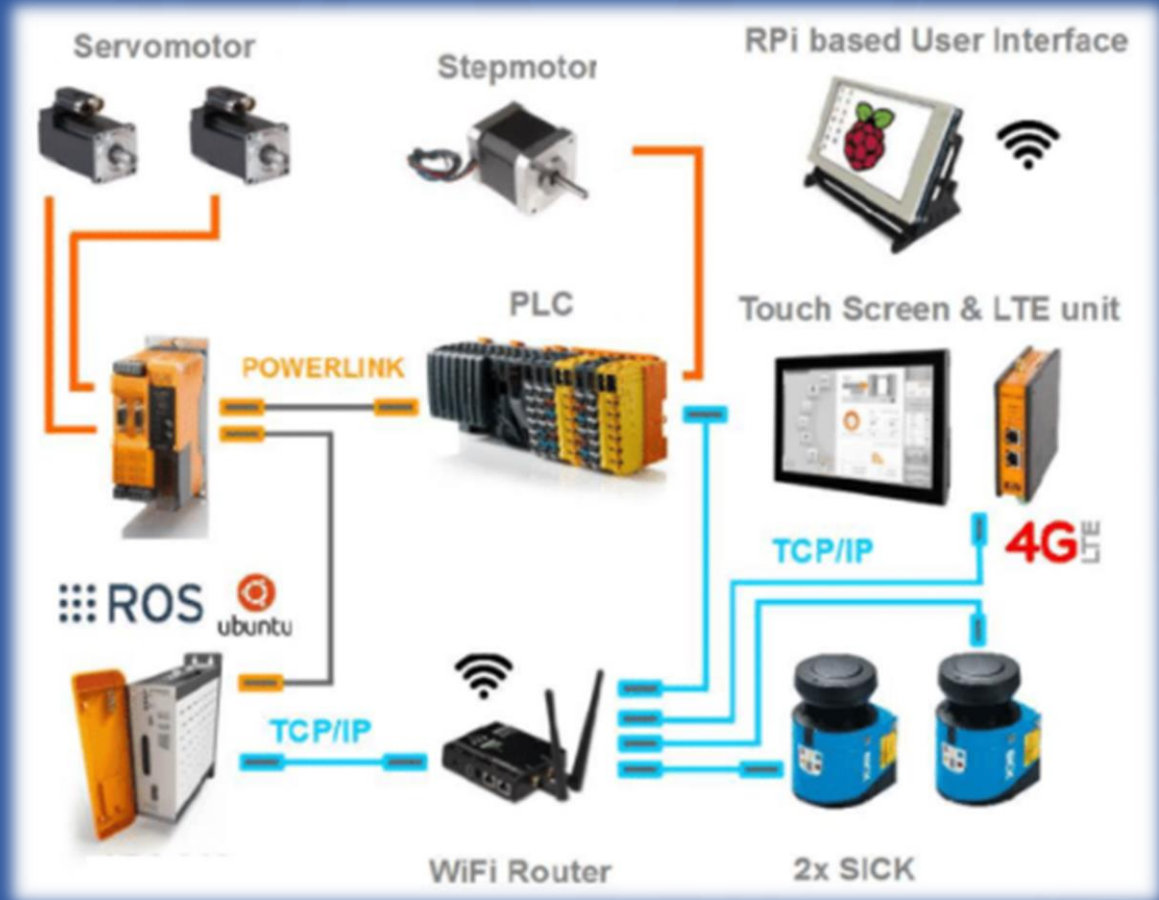 Servomotor
Stepmotor
RPi based User Interface
PLC
Touch Screen & LTE unit
POWERLINK
TCP/IP
4G LTE
ROS
ubuntu
TCP/IP
WiFi Router
2x SICK